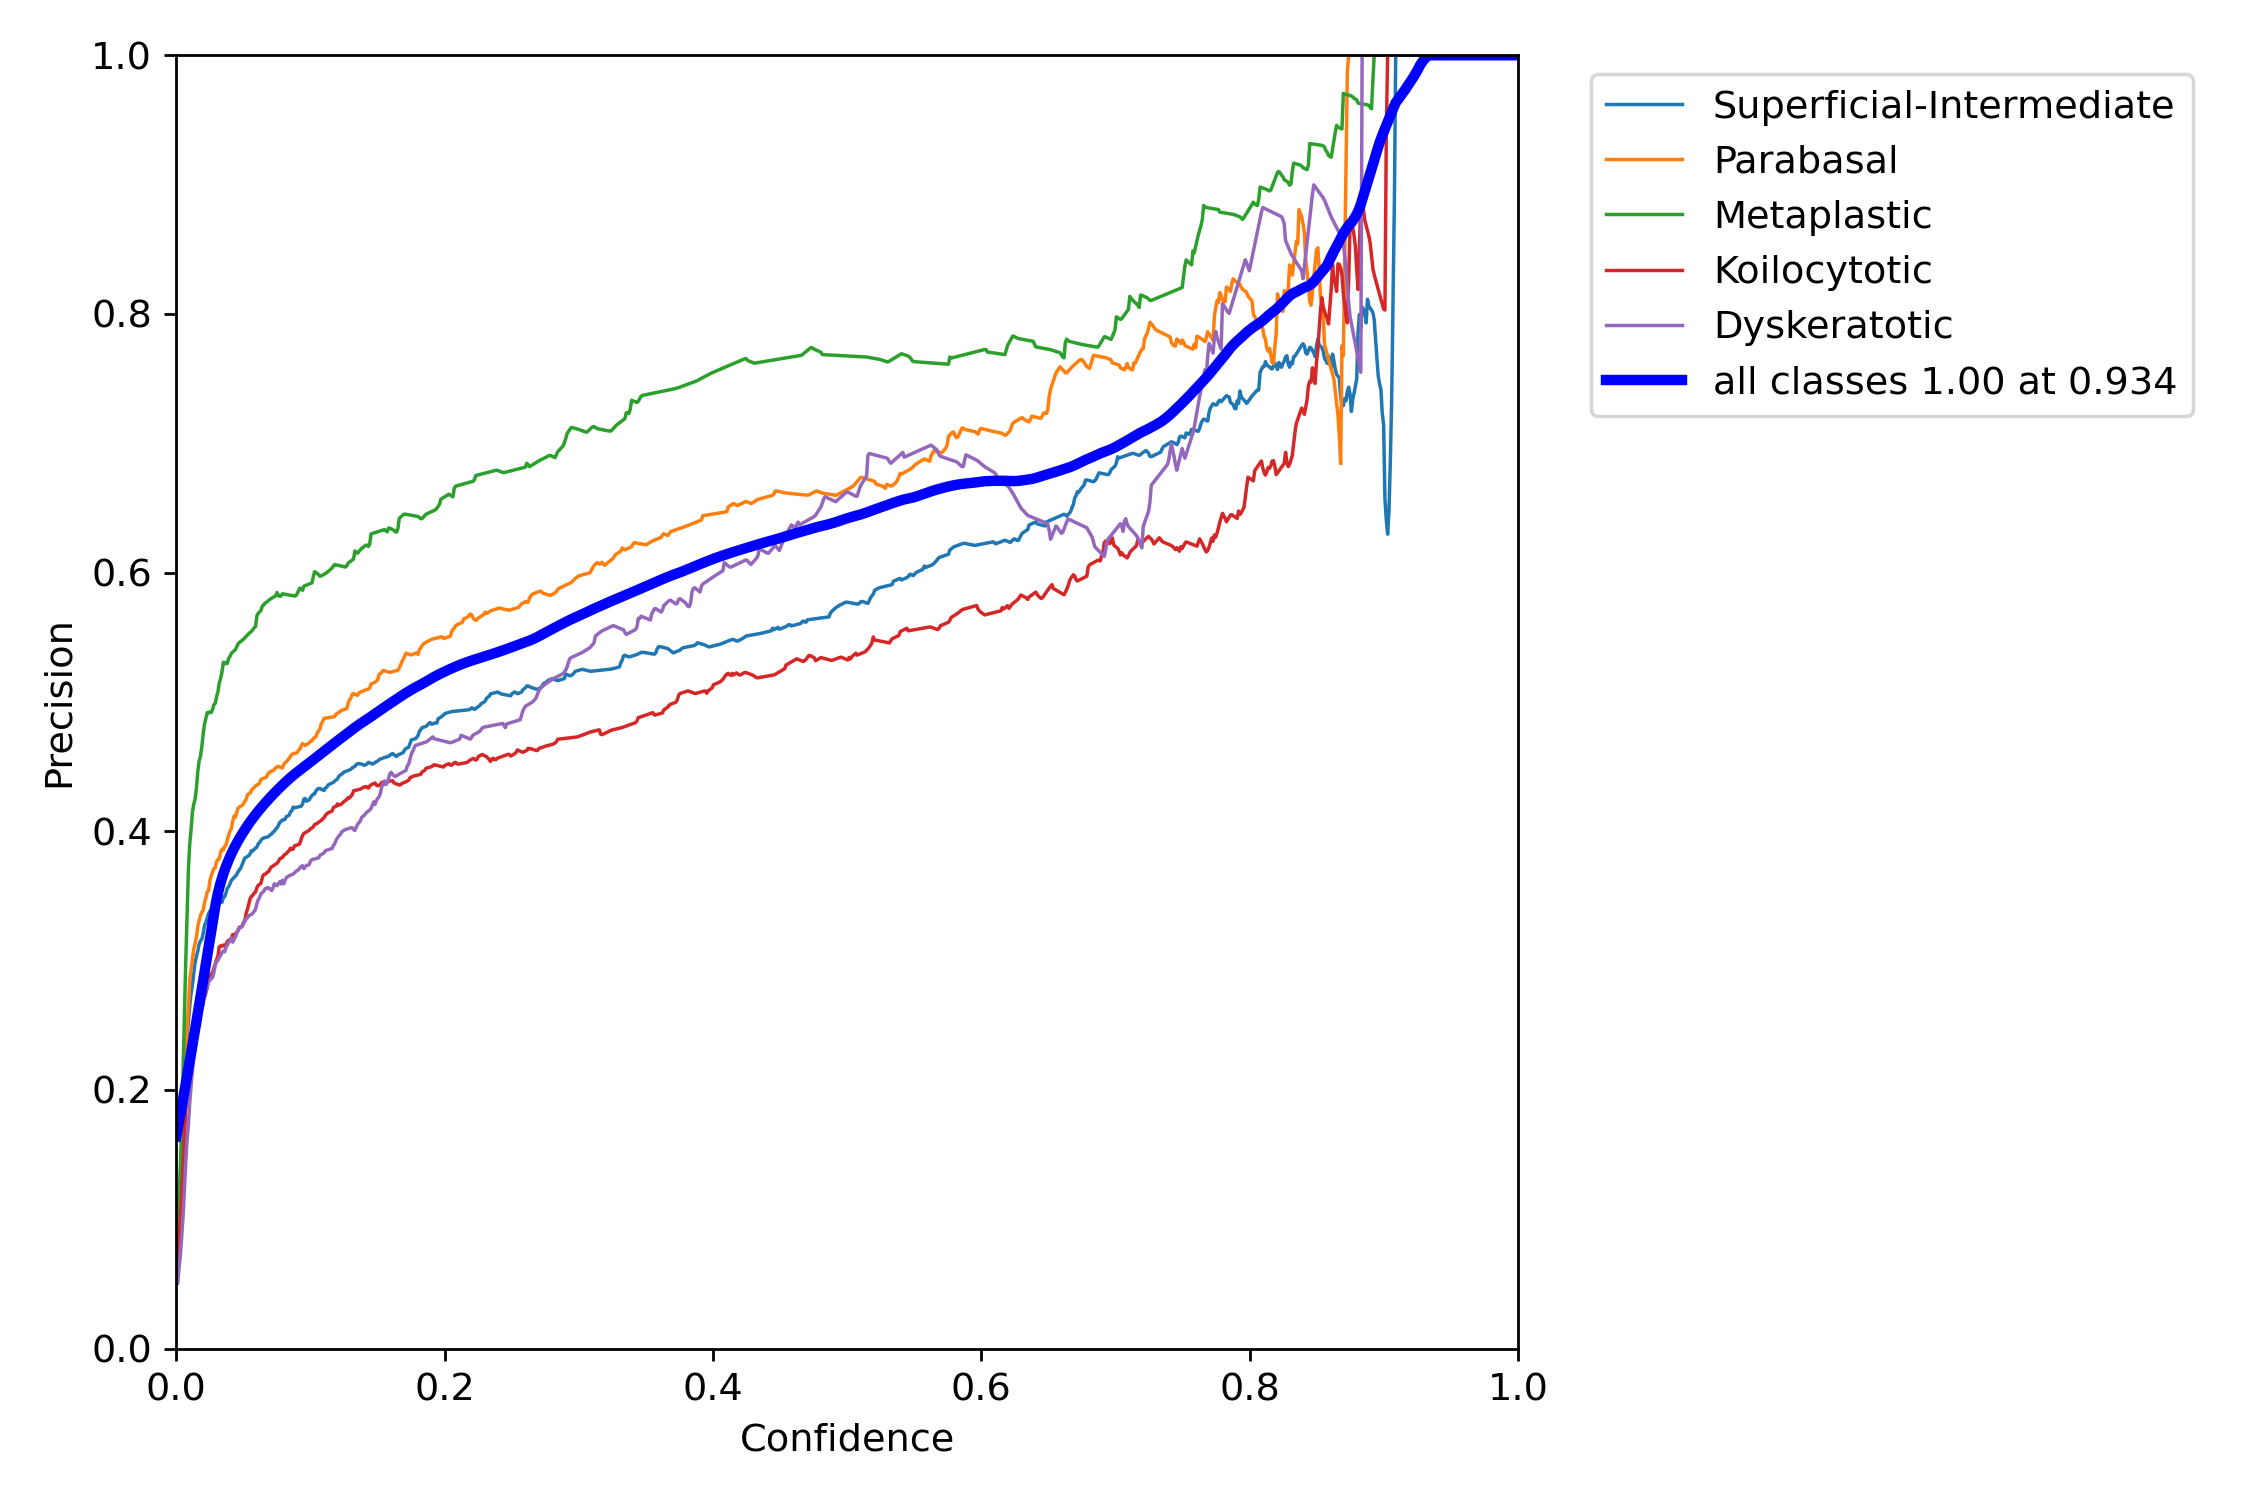 1.0
0.8
0.6
0.4
0.2
0.0
Precision
0.0 0.2 0.4 0.6 0.8 1.0
Confidence
Superficial-Intermediate
Parabasal
Metaplastic
Koilocytotic
Dyskeratotic
all classes 1.00 at 0.934